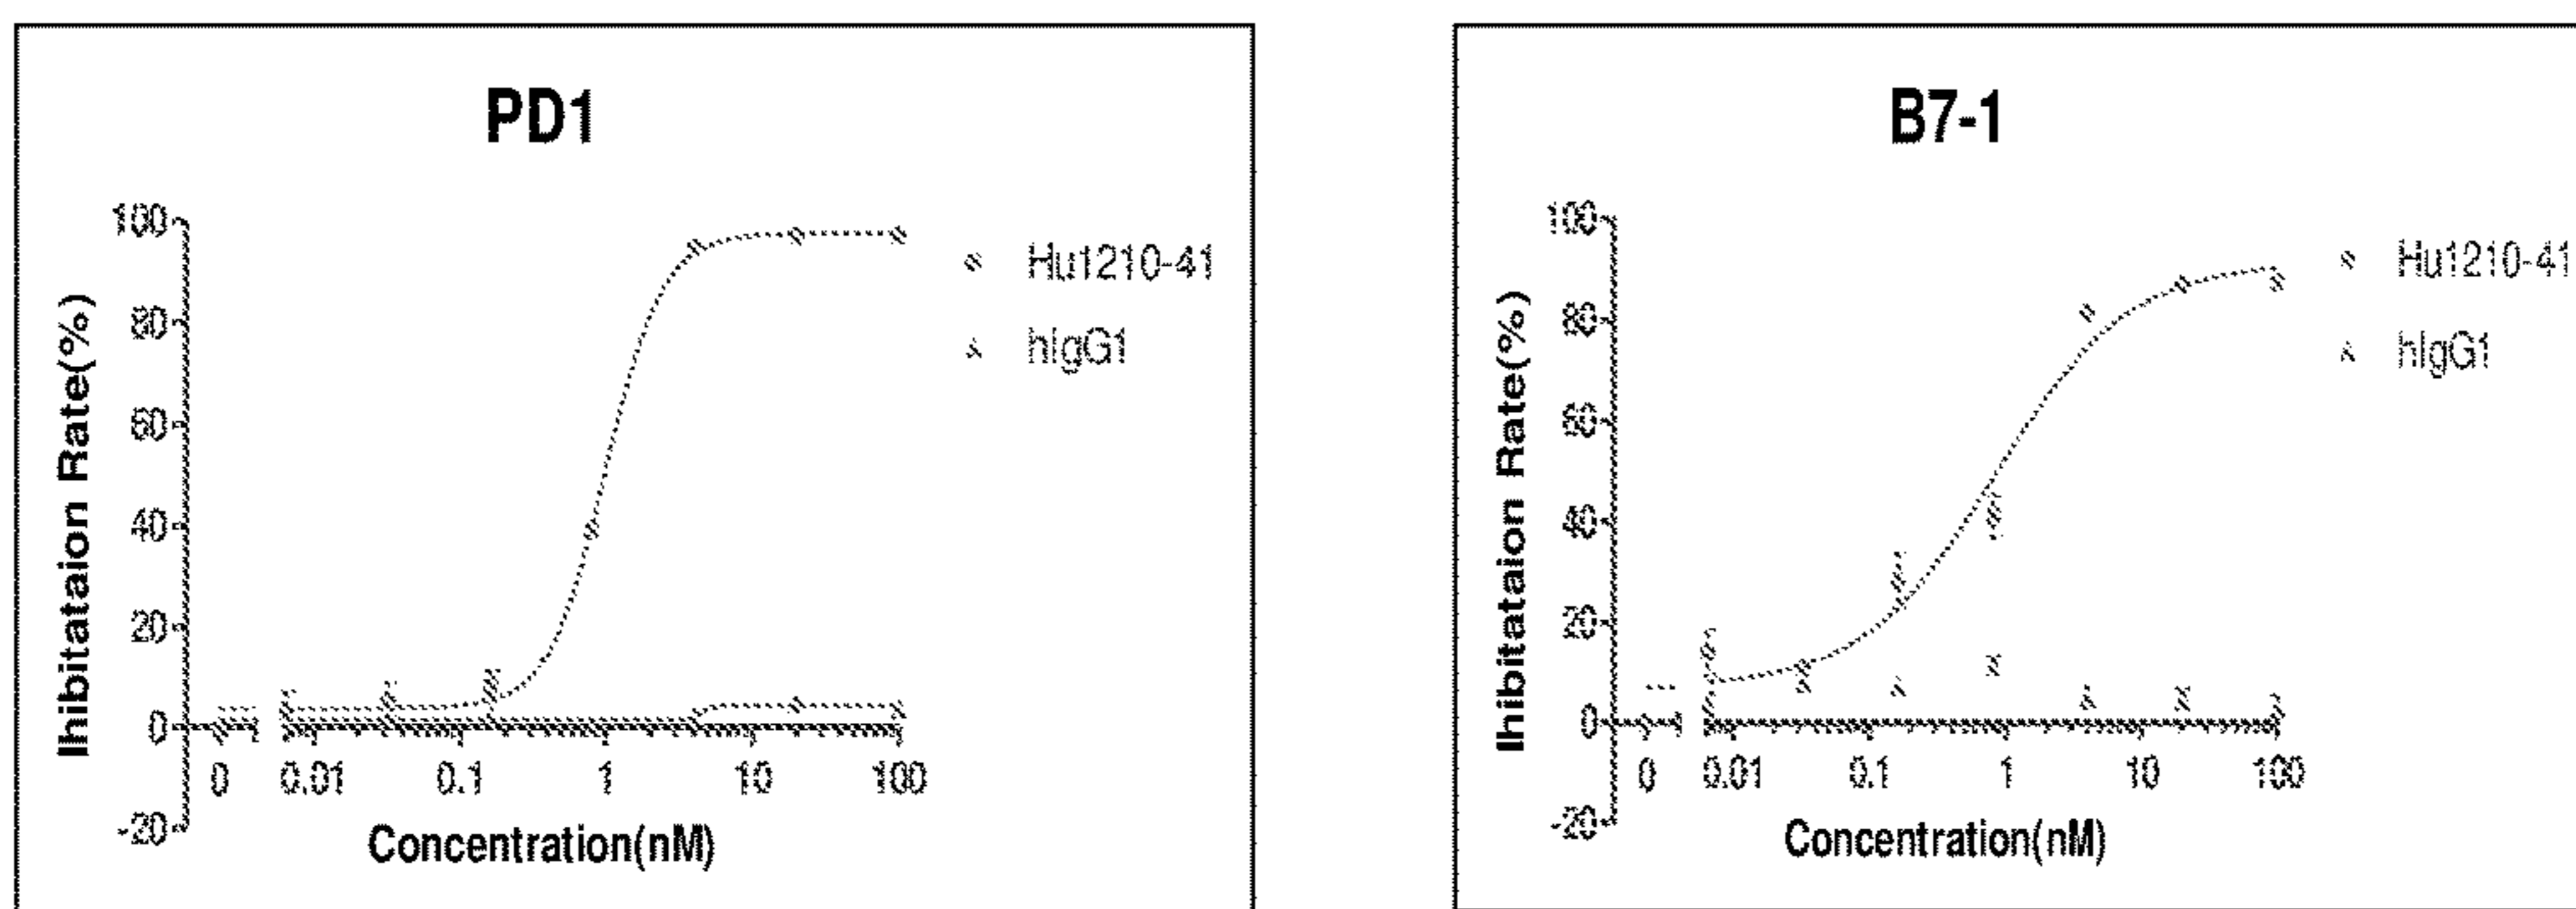 PD1
100
80
60
40
20
0
-20
Ihibitataion Rate(%)
0 0.01 0.1 1 10 100
Concentration(nM)
Hu1210-41
hIgG1
B7-1
100
80
60
40
20
0
-20
Ihibitataion Rate(%)
0 0.01 0.1 1 10 100
Concentration(nM)
Hu1210-41
hIgG1